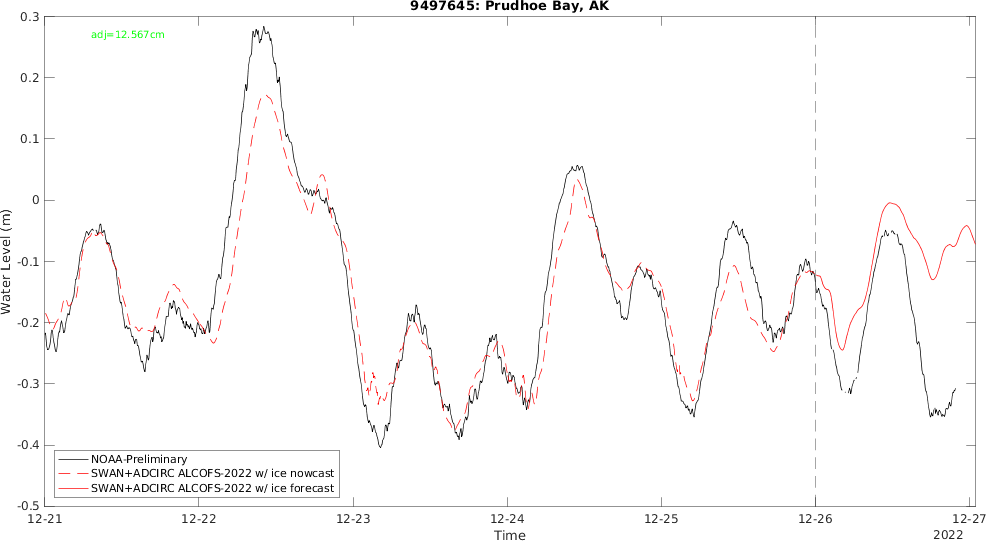 9497645: Prudhoe Bay, AK
adj=12.567cm
Water Level (m)
0.3
0.2
0.1
0
-0.1
-0.2
-0.3
-0.4
-0.5
NOAA-Preliminary
SWAN+ADCIRC ALCOFS-2022 w/ ice nowcast
SWAN+ADCIRC ALCOFS-2022 w/ ice forecast
12-21 12-22 12-23 12-24 12-25 12-26 12-27
Time
2022